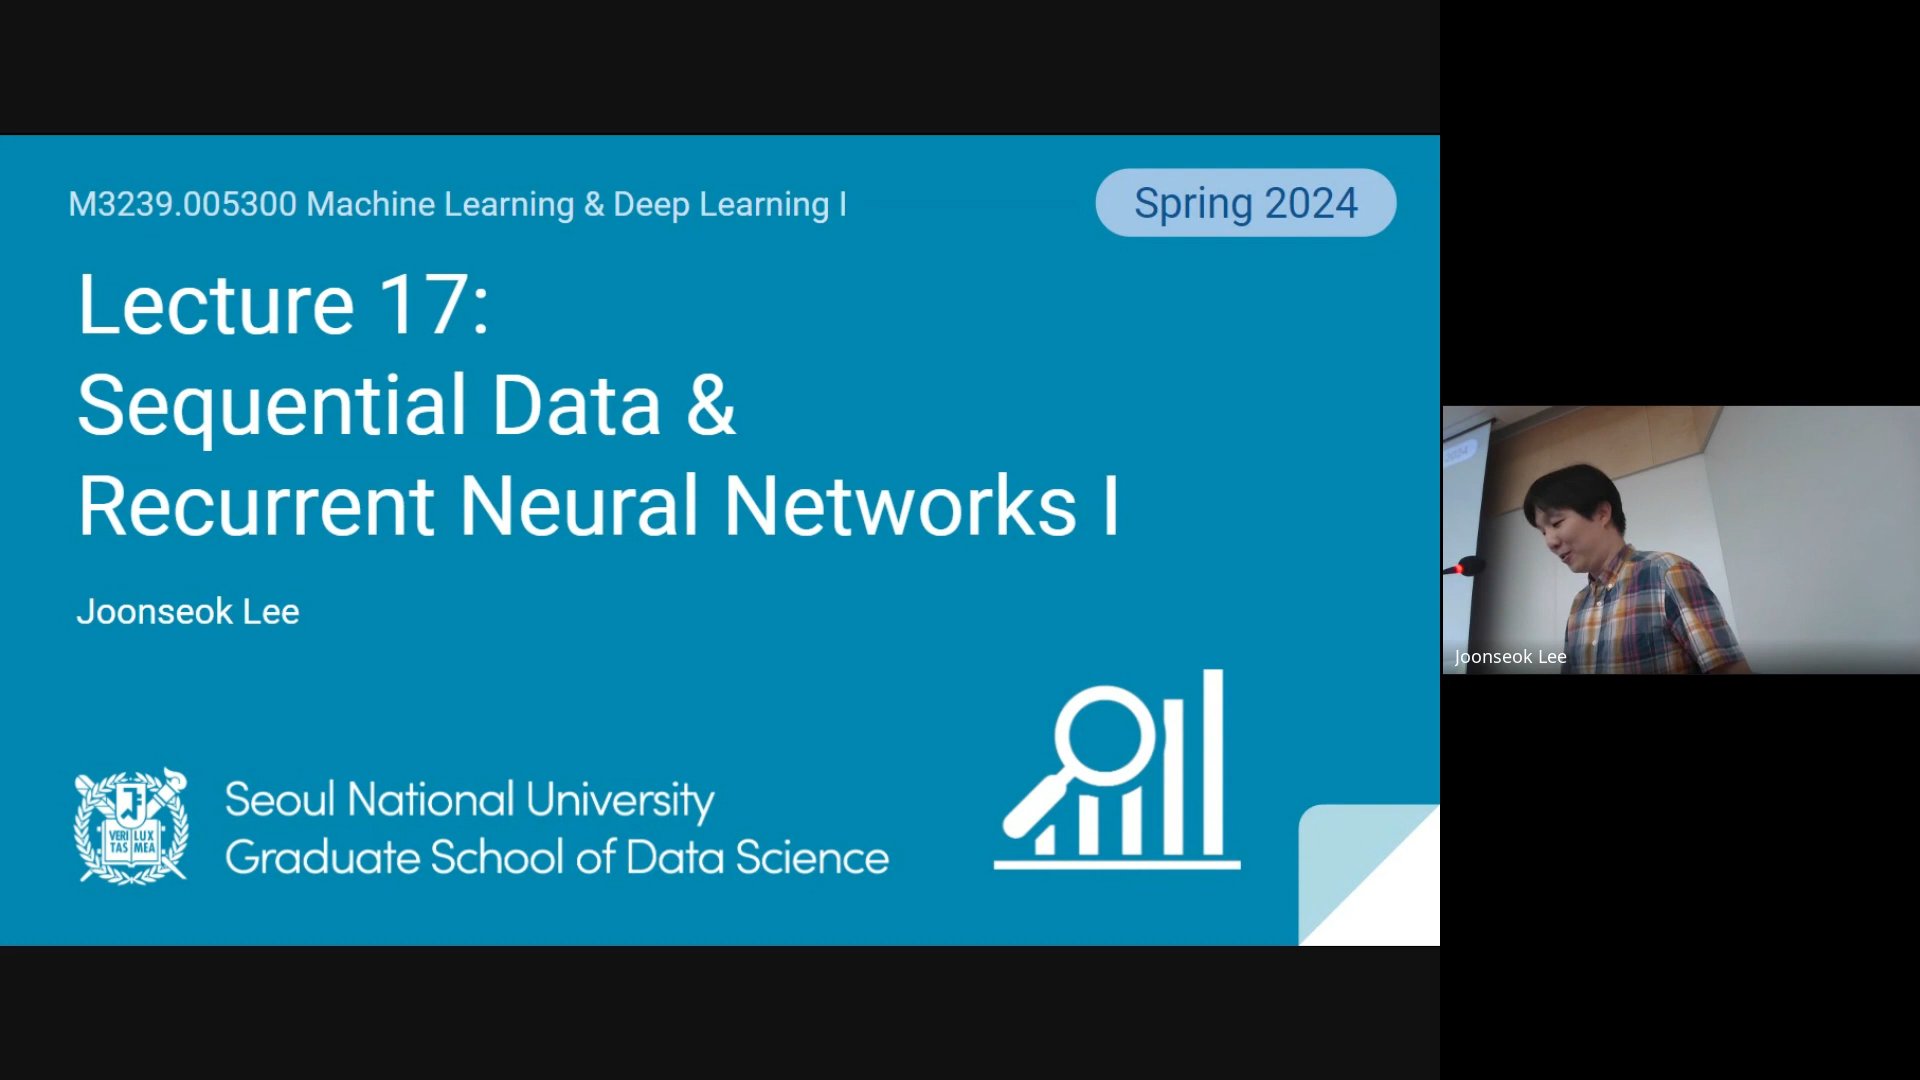 M3239.005300 Machine Learning & Deep Learning I
Spring 2024
Lecture 17:
Sequential Data &
Recurrent Neural Networks I
Joonseok Lee
VERI LUX
TAS MEA
Seoul National University
Graduate School of Data Science
Joonseok Lee